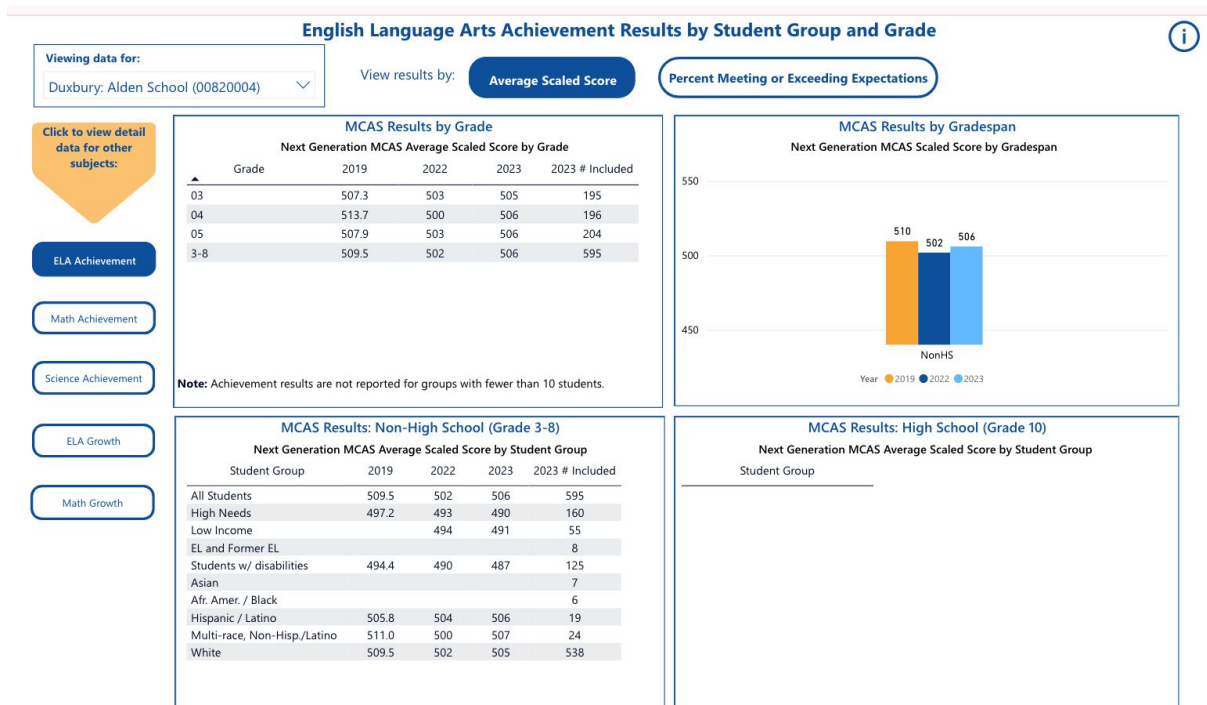 English Language Arts Achievement Results by Student Group and Grade
i
Viewing data for:
Duxbury: Alden School (00820004)
View results by:
Average Scaled Score
Percent Meeting or Exceeding Expectations
Click to view detail
data for other
subjects:
ELA Achievement
Math Achievement
Science Achievement
ELA Growth
Math Growth
MCAS Results by Grade
Next Generation MCAS Average Scaled Score by Grade
Grade 2019 2022 2023 2023 # Included
03 507.3 503 505 195
04 513.7 500 506 196
05 507.9 503 506 204
3-8 509.5 502 506 595
Note: Achievement results are not reported for groups with fewer than 10 students.
MCAS Results by Gradespan
Next Generation MCAS Scaled Score by Gradespan
550
500
450
510 502 506
NonHS
Year 2019 2022 2023
MCAS Results: Non-High School (Grade 3-8)
Next Generation MCAS Average Scaled Score by Student Group
Student Group 2019 2022 2023 2023 # Included
All Students 509.5 502 506 595
High Needs 497.2 493 490 160
Low Income 494 491 55
EL and Former EL 8
Students w/ disabilities 494.4 490 487 125
Asian 7
Afr. Amer. / Black 6
Hispanic / Latino 505.8 504 506 19
Multi-race, Non-Hisp./Latino 511.0 500 507 24
White 509.5 502 505 538
MCAS Results: High School (Grade 10)
Next Generation MCAS Average Scaled Score by Student Group
Student Group